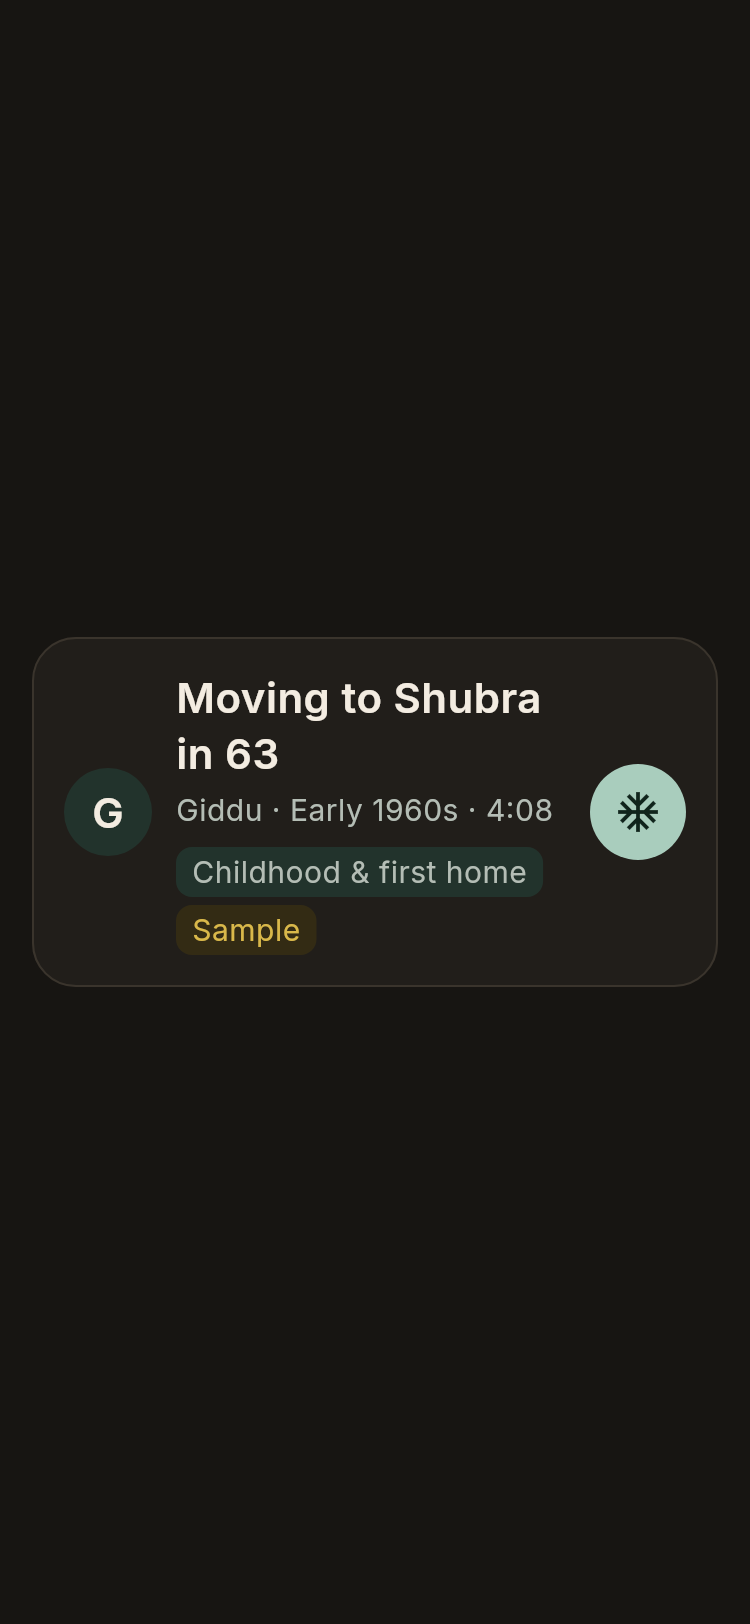 Moving to Shubra
in 63
G
Giddu · Early 1960s · 4:08
Childhood & first home
Sample